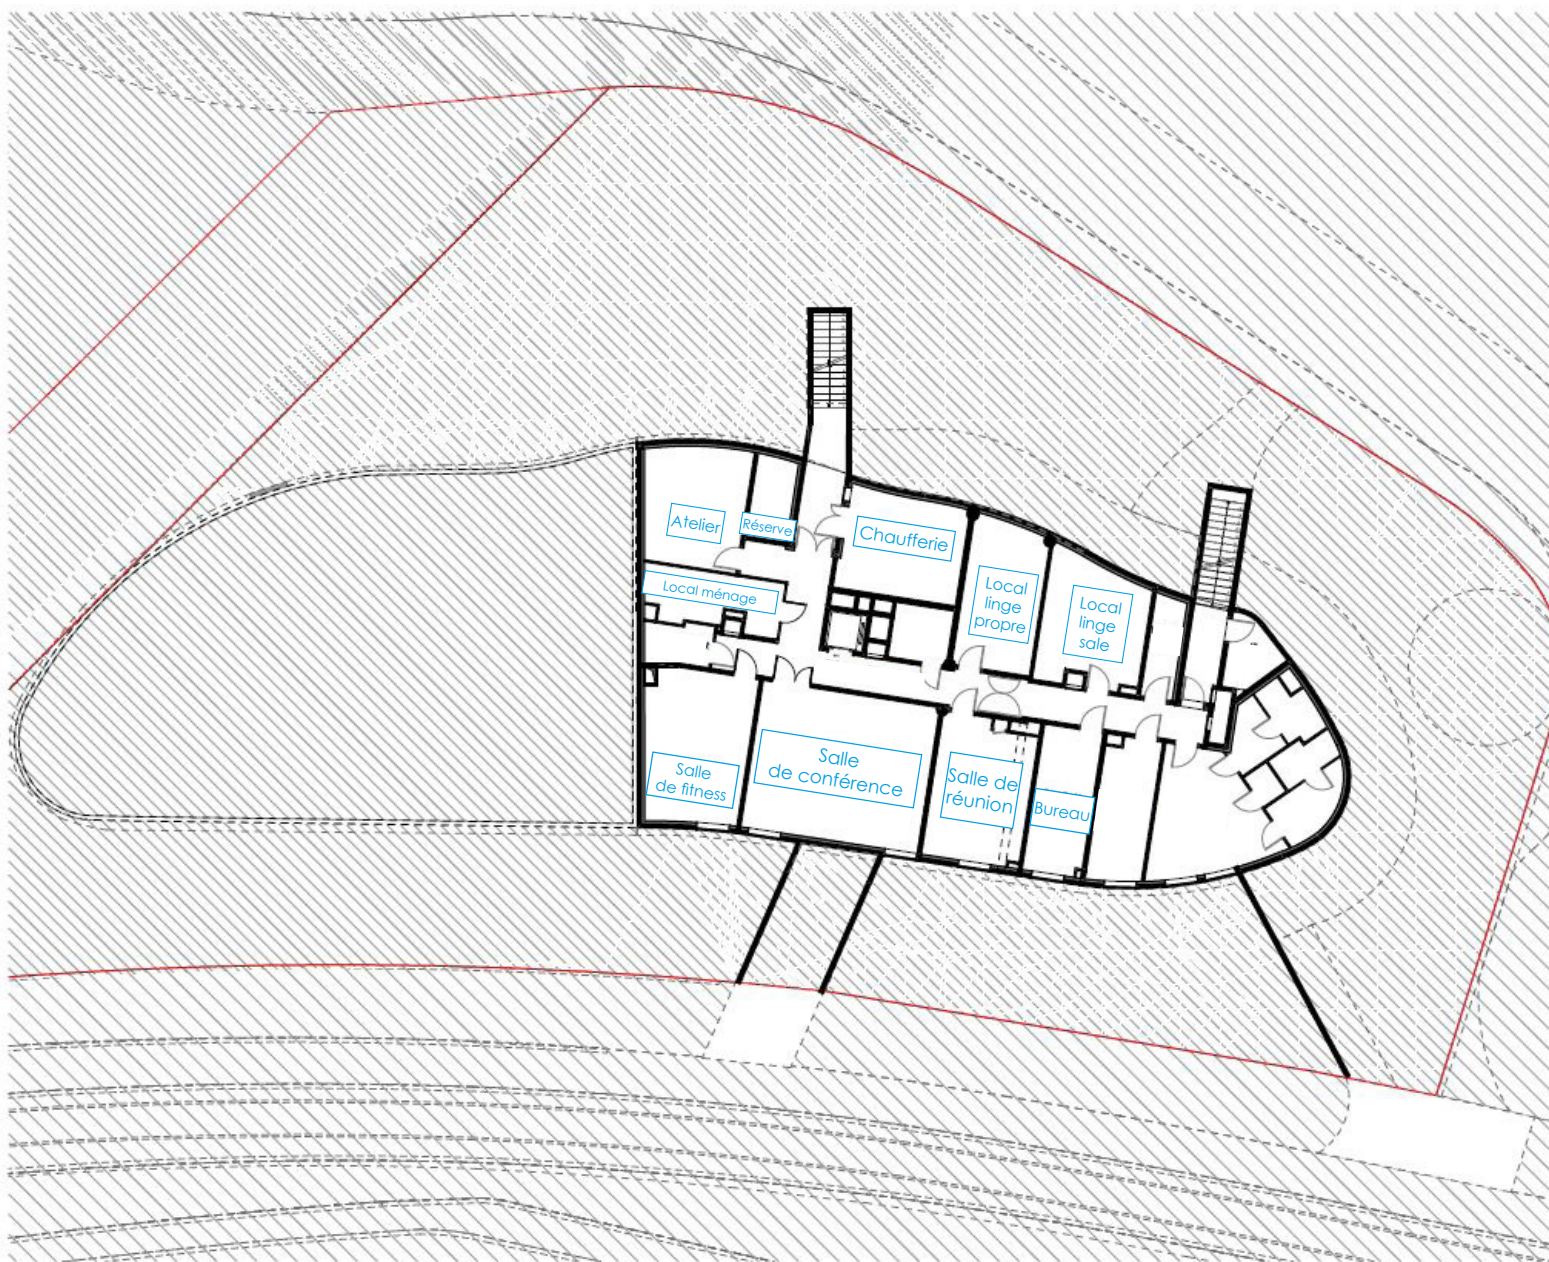 Atelier
Réserve
Chaufferie
Local ménage
Local
linge
propre
Local
linge
sale
Salle
de fitness
Salle
de conférence
Salle de
réunion
Bureau